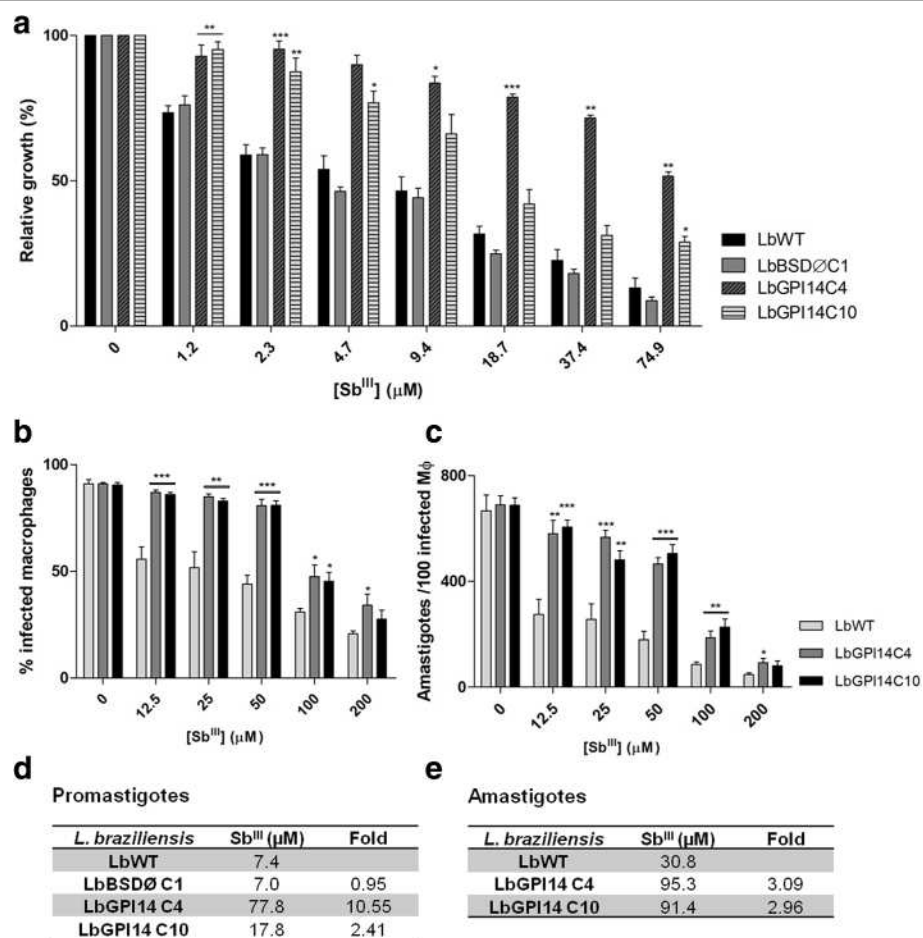 a
** *** ** * * *** ** ** *
100
50
0
Relative growth (%)
0 1.2 2.3 4.7 9.4 18.7 37.4 74.9
[Sb^III] (µM)
LbWT
LbBSDØC1
LbGPI14C4
LbGPI14C10
b
*** ** *** * * *
100
50
0
% infected macrophages
0 12.5 25 50 100 200
[Sb^III] (µM)
c
** *** *** ** *** ** *
800
400
0
Amastigotes /100 infected Mϕ
0 12.5 25 50 100 200
[Sb^III] (µM)
LbWT
LbGPI14C4
LbGPI14C10
d
Promastigotes
L. braziliensis Sb^III (µM) Fold
LbWT 7.4
LbBSDØ C1 7.0 0.95
LbGPI14 C4 77.8 10.55
LbGPI14 C10 17.8 2.41
e
Amastigotes
L. braziliensis Sb^III (µM) Fold
LbWT 30.8
LbGPI14 C4 95.3 3.09
LbGPI14 C10 91.4 2.96